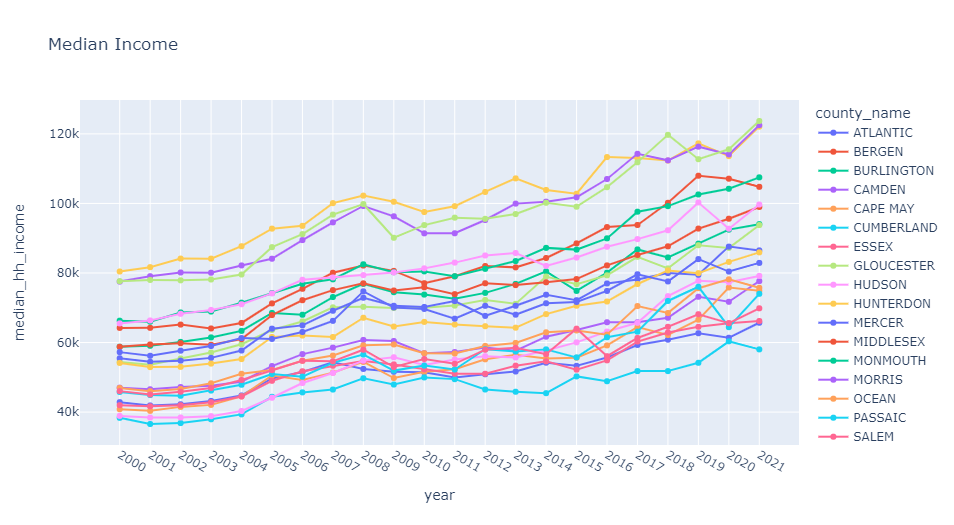 Median Income
median_hh_income
120k
100k
80k
60k
40k
2000
2001
2002
2003
2004
2005
2006
2007
2008
2009
2010
2011
2012
2013
2014
2015
2016
2017
2018
2019
2020
2021
year
county_name
ATLANTIC
BERGEN
BURLINGTON
CAMDEN
CAPE MAY
CUMBERLAND
ESSEX
GLOUCESTER
HUDSON
HUNTERDON
MERCER
MIDDLESEX
MONMOUTH
MORRIS
OCEAN
PASSAIC
SALEM